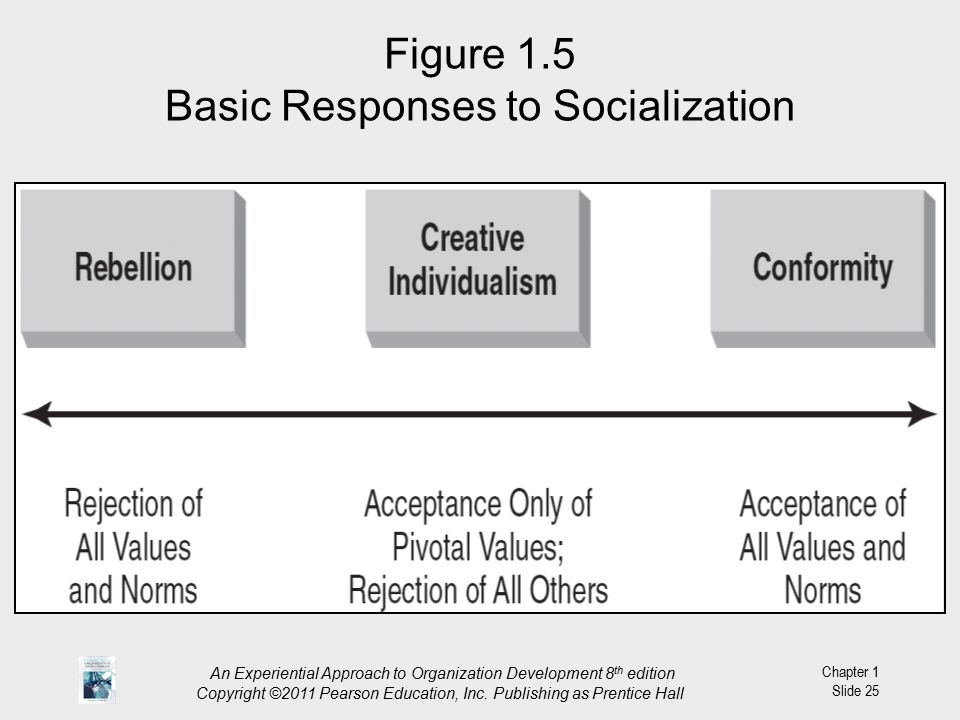 Figure 1.5
Basic Responses to Socialization
Rebellion
Creative
Individualism
Conformity
Rejection of
All Values
and Norms
Acceptance Only of
Pivotal Values;
Rejection of All Others
Acceptance of
All Values and
Norms
An Experiential Approach to Organization Development 8th edition
Copyright ©2011 Pearson Education, Inc. Publishing as Prentice Hall
Chapter 1
Slide 25